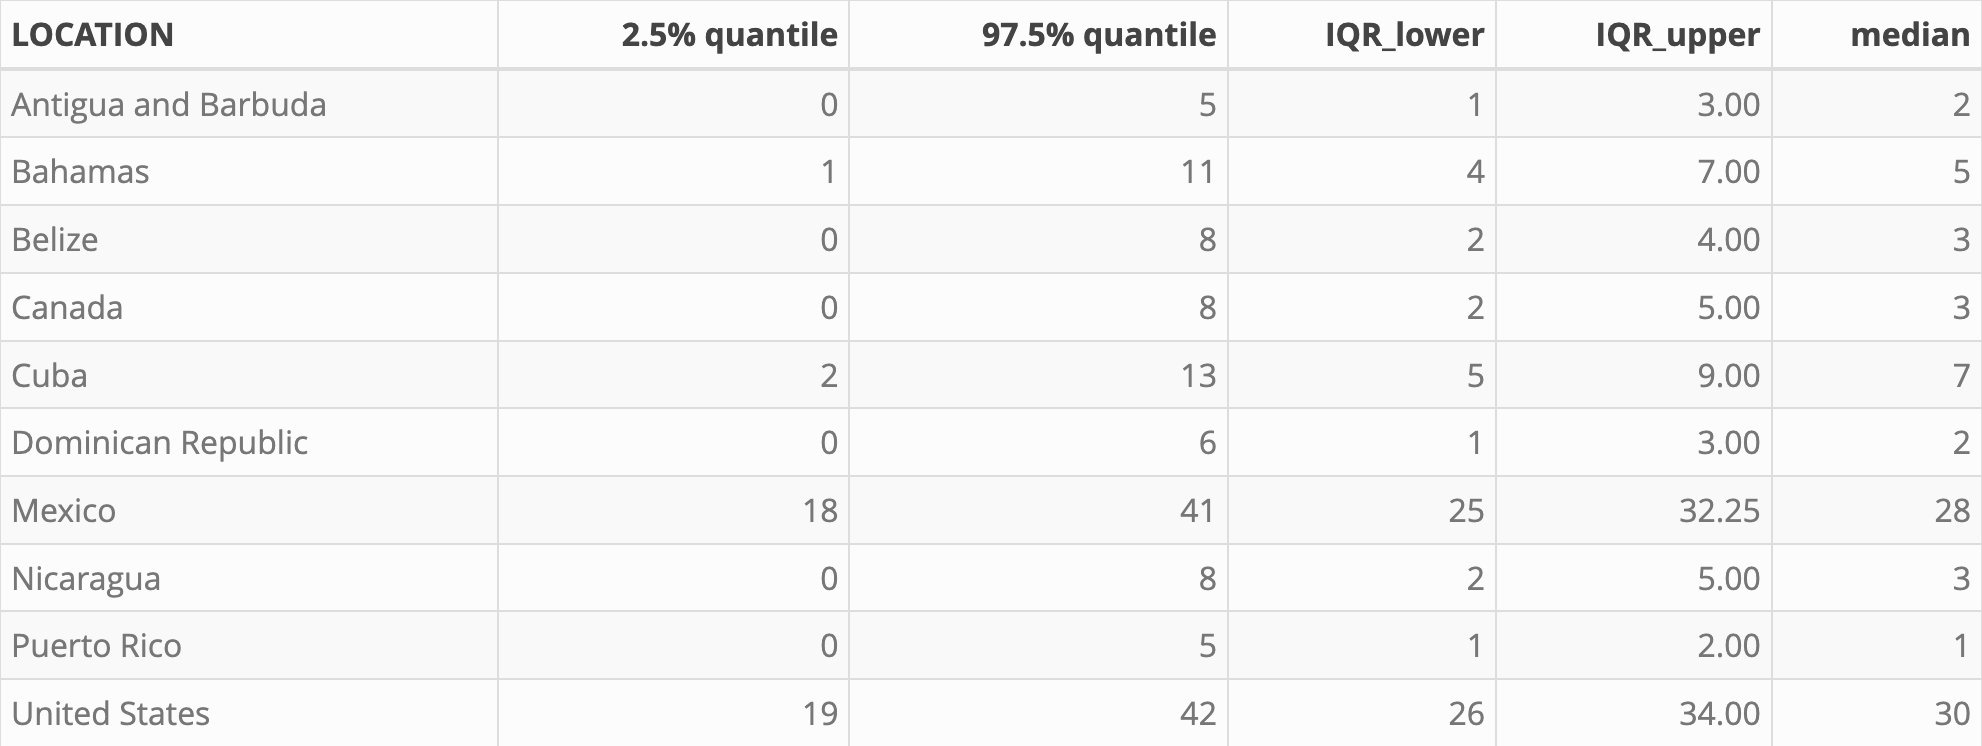 LOCATION 2.5% quantile 97.5% quantile IQR_lower IQR_upper median
Antigua and Barbuda 0 5 1 3.00 2
Bahamas 1 11 4 7.00 5
Belize 0 8 2 4.00 3
Canada 0 8 2 5.00 3
Cuba 2 13 5 9.00 7
Dominican Republic 0 6 1 3.00 2
Mexico 18 41 25 32.25 28
Nicaragua 0 8 2 5.00 3
Puerto Rico 0 5 1 2.00 1
United States 19 42 26 34.00 30